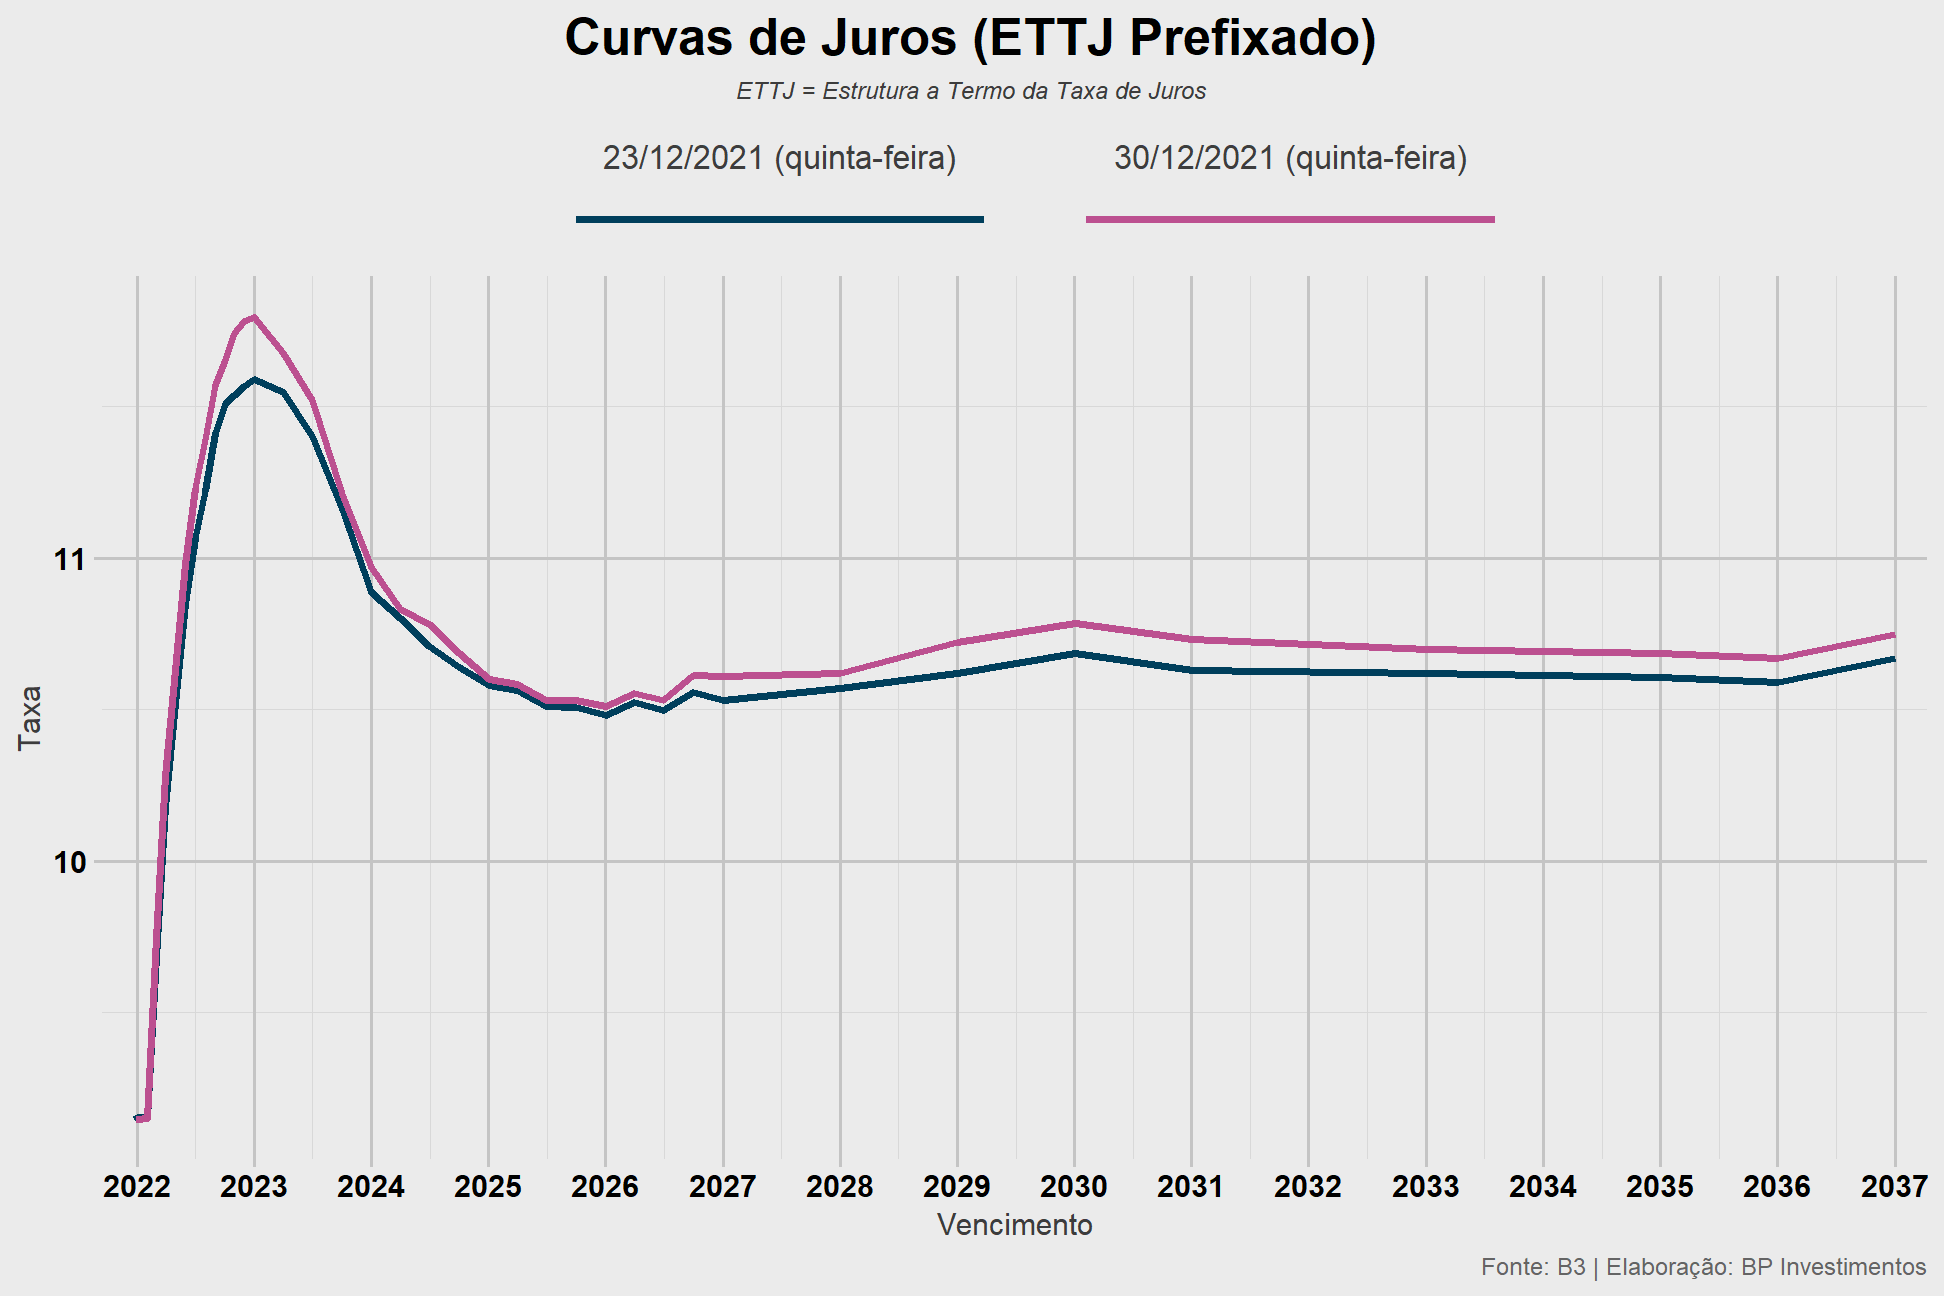 Curvas de Juros (ETTJ Prefixado)
ETTJ = Estrutura a Termo da Taxa de Juros
23/12/2021 (quinta-feira)
30/12/2021 (quinta-feira)
Taxa
11
10
2022 2023 2024 2025 2026 2027 2028 2029 2030 2031 2032 2033 2034 2035 2036 2037
Vencimento
Fonte: B3 | Elaboração: BP Investimentos